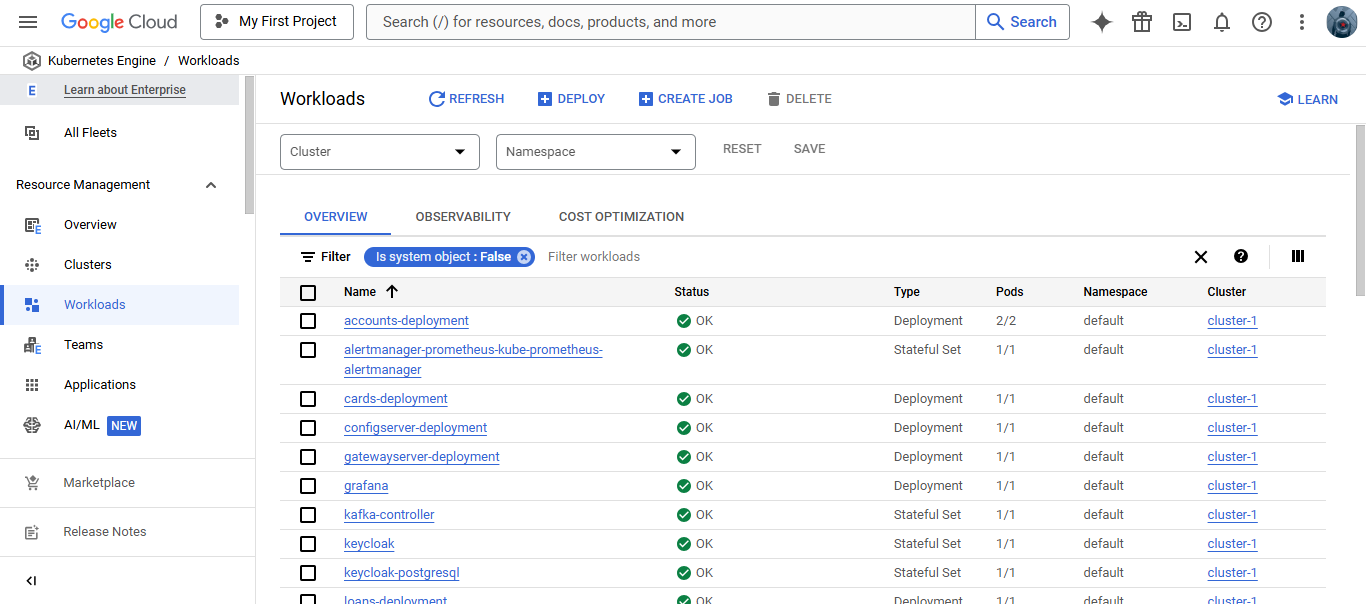 Google Cloud My First Project Search (/) for resources, docs, products, and more Search
Kubernetes Engine / Workloads
E Learn about Enterprise
All Fleets
Resource Management
Overview
Clusters
Workloads
Teams
Applications
AI/ML NEW
Marketplace
Release Notes
Workloads REFRESH DEPLOY CREATE JOB DELETE LEARN
Cluster Namespace RESET SAVE
OVERVIEW OBSERVABILITY COST OPTIMIZATION
Filter Is system object : False Filter workloads
Name Status Type Pods Namespace Cluster
accounts-deployment OK Deployment 2/2 default cluster-1
alertmanager-prometheus-kube-prometheus- OK Stateful Set 1/1 default cluster-1
alertmanager
cards-deployment OK Deployment 1/1 default cluster-1
configserver-deployment OK Deployment 1/1 default cluster-1
gatewayserver-deployment OK Deployment 1/1 default cluster-1
grafana OK Deployment 1/1 default cluster-1
kafka-controller OK Stateful Set 1/1 default cluster-1
keycloak OK Stateful Set 1/1 default cluster-1
keycloak-postgresql OK Stateful Set 1/1 default cluster-1
loans-deployment OK Deployment 1/1 default cluster-1